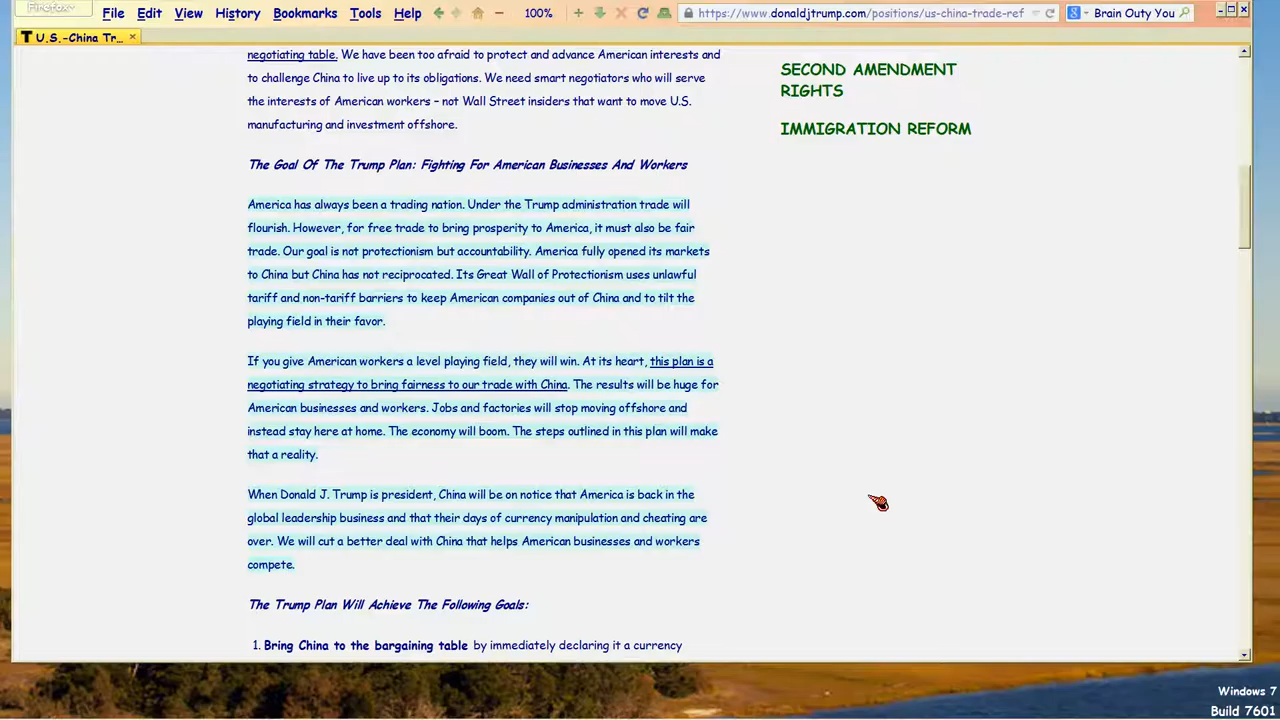 Firefox
File Edit View History Bookmarks Tools Help 100% https://www.donaldjtrump.com/positions/us-china-trade-ref Brain Outy You
U.S.-China Tr...
negotiating table. We have been too afraid to protect and advance American interests and
to challenge China to live up to its obligations. We need smart negotiators who will serve
the interests of American workers – not Wall Street insiders that want to move U.S.
manufacturing and investment offshore.
The Goal Of The Trump Plan: Fighting For American Businesses And Workers
America has always been a trading nation. Under the Trump administration trade will
flourish. However, for free trade to bring prosperity to America, it must also be fair
trade. Our goal is not protectionism but accountability. America fully opened its markets
to China but China has not reciprocated. Its Great Wall of Protectionism uses unlawful
tariff and non-tariff barriers to keep American companies out of China and to tilt the
playing field in their favor.
If you give American workers a level playing field, they will win. At its heart, this plan is a
negotiating strategy to bring fairness to our trade with China. The results will be huge for
American businesses and workers. Jobs and factories will stop moving offshore and
instead stay here at home. The economy will boom. The steps outlined in this plan will make
that a reality.
When Donald J. Trump is president, China will be on notice that America is back in the
global leadership business and that their days of currency manipulation and cheating are
over. We will cut a better deal with China that helps American businesses and workers
compete.
The Trump Plan Will Achieve The Following Goals:
1. Bring China to the bargaining table by immediately declaring it a currency
SECOND AMENDMENT
RIGHTS
IMMIGRATION REFORM
Windows 7
Build 7601